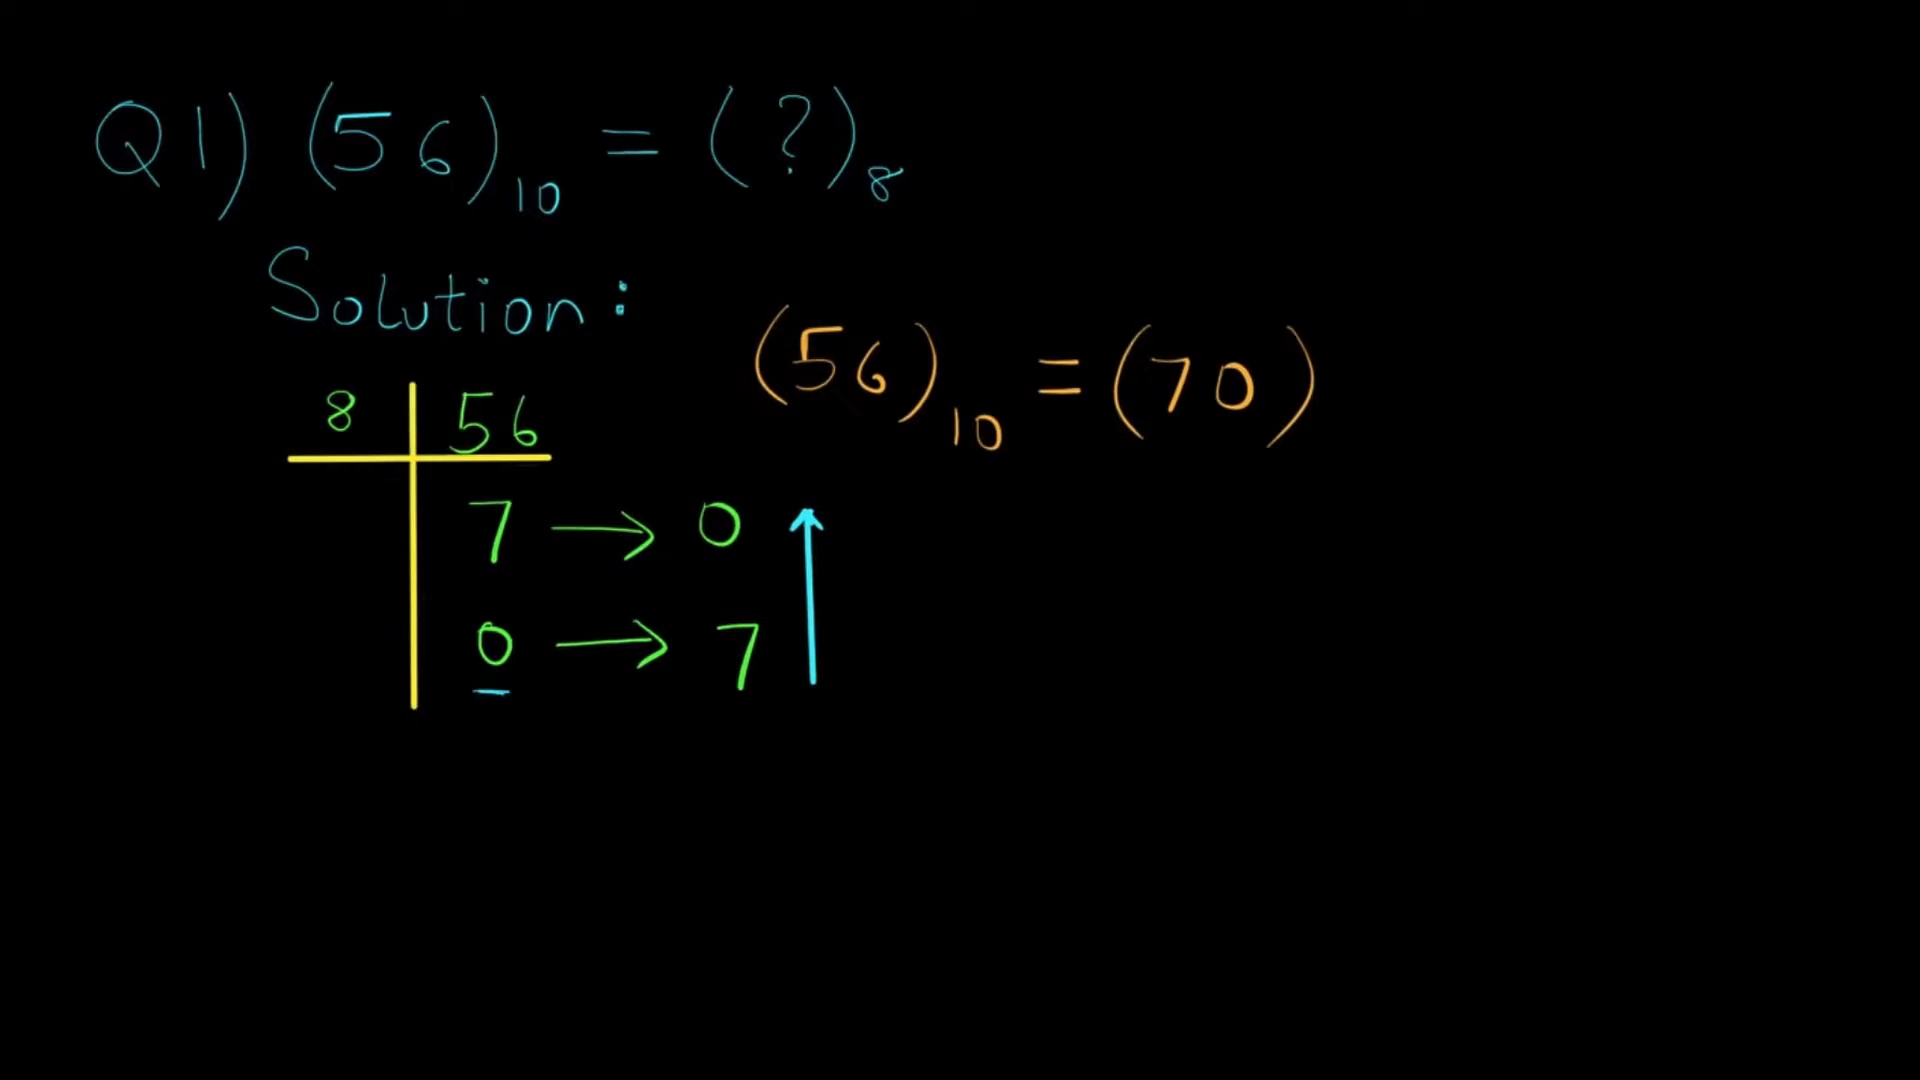 Q1) (56)₁₀ = (?)₈
Solution:
(56)₁₀ = (70)
8 | 56
7 → 0
0 → 7